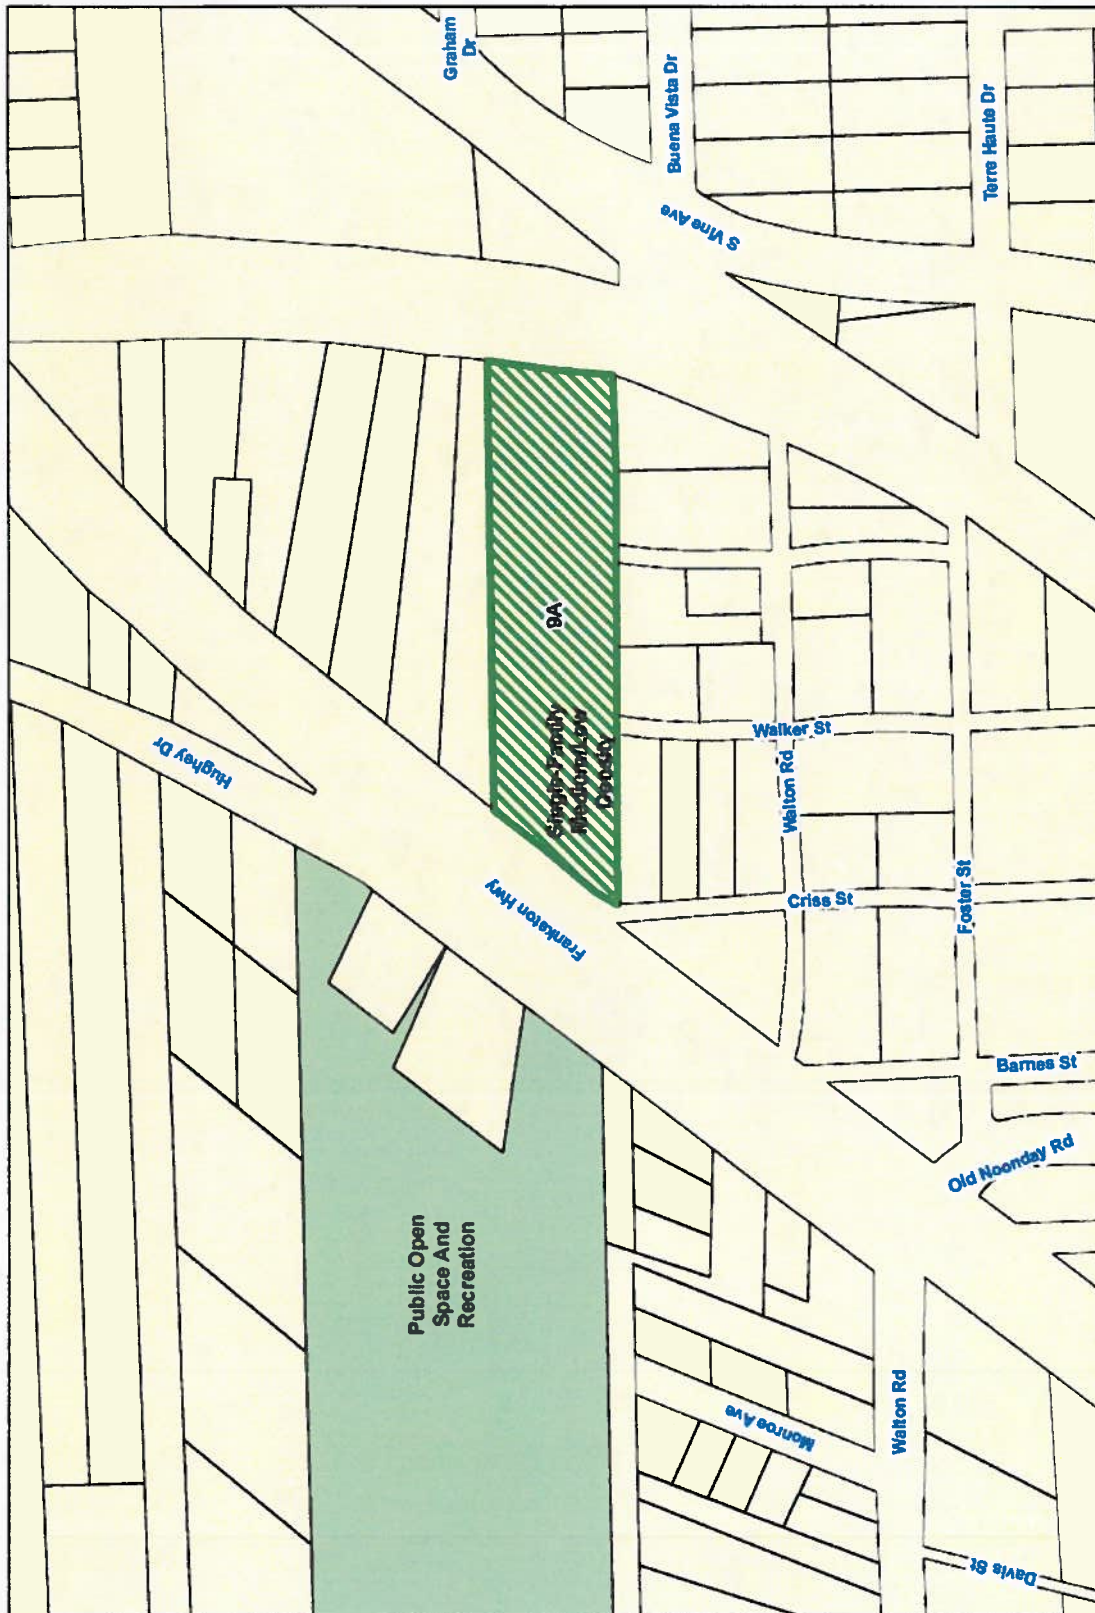 Graham
Dr
Buena Vista Dr
Terre Haute Dr
S Vine Ave
9A
Single-Family
Medium/Low
Density
Hughey Dr
Frankston Hwy
Walker St
Walton Rd
Criss St
Foster St
Barnes St
Old Noonday Rd
Public Open
Space And
Recreation
Monroe Ave
Walton Rd
Davis St